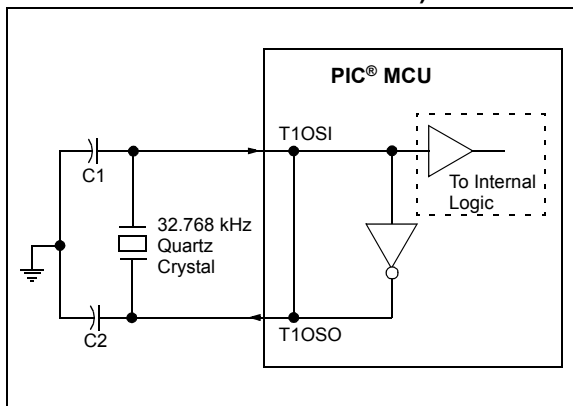 PIC® MCU
T1OSI
C1
To Internal
Logic
32.768 kHz
Quartz
Crystal
C2
T1OSO